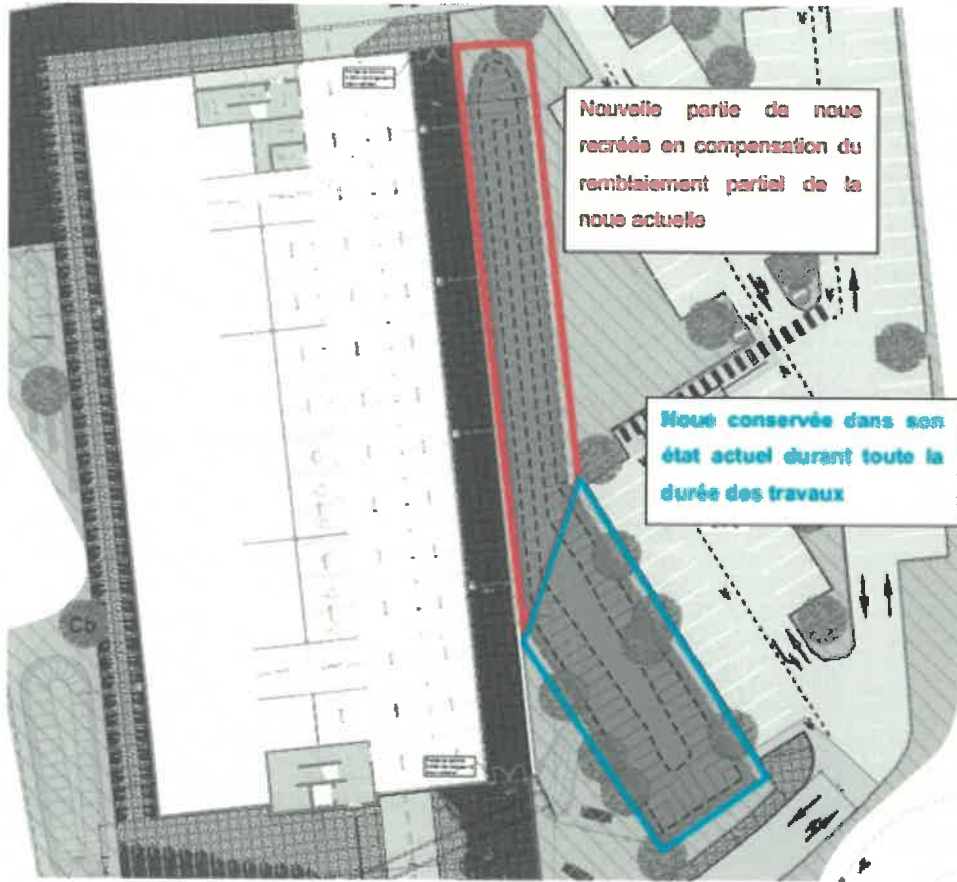 Nouvelle partie de noue
recréée en compensation du
remblaiement partiel de la
noue actuelle
Noue conservée dans son
état actuel durant toute la
durée des travaux
Cb